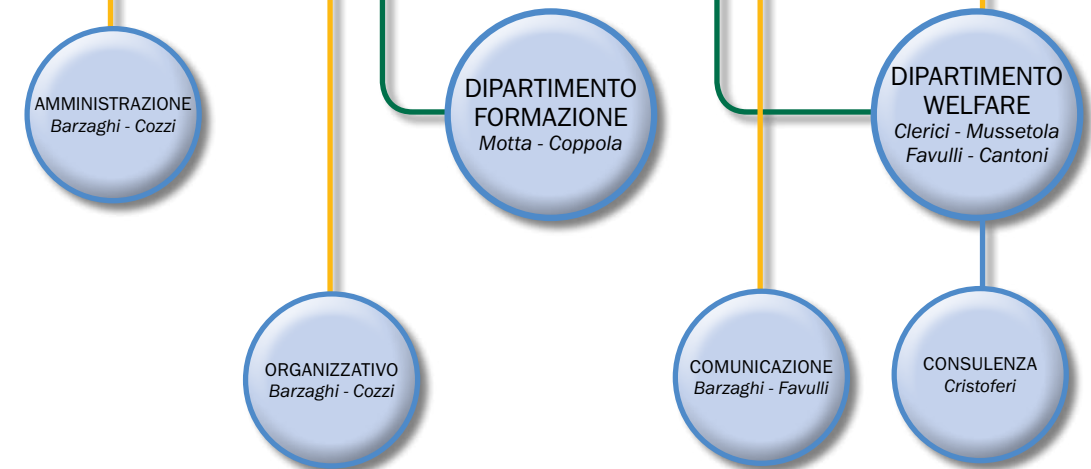 AMMINISTRAZIONE
Barzaghi - Cozzi
DIPARTIMENTO
FORMAZIONE
Motta - Coppola
DIPARTIMENTO
WELFARE
Clerici - Mussetola
Favulli - Cantoni
ORGANIZZATIVO
Barzaghi - Cozzi
COMUNICAZIONE
Barzaghi - Favulli
CONSULENZA
Cristoferi